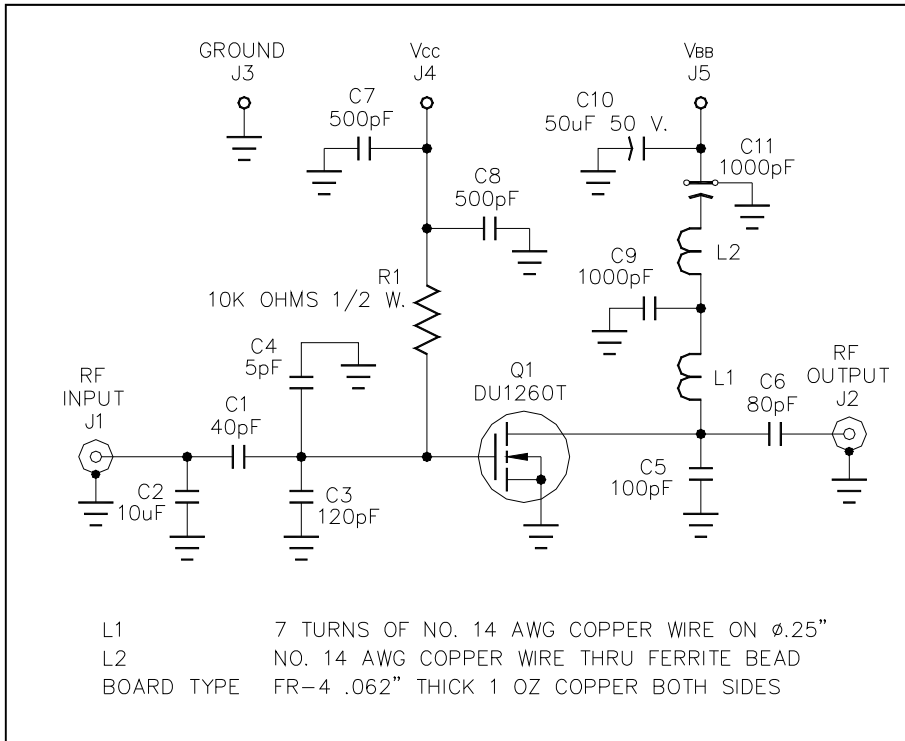 GROUND
J3
Vcc
J4
VBB
J5
C7
500pF
C10
50uF 50 V.
C11
1000pF
C8
500pF
L2
C9
1000pF
R1
10K OHMS 1/2 W.
C4
5pF
Q1
DU1260T
L1
RF
INPUT
J1
C1
40pF
C6
80pF
RF
OUTPUT
J2
C2
10uF
C3
120pF
C5
100pF
L1 7 TURNS OF NO. 14 AWG COPPER WIRE ON ø.25”
L2 NO. 14 AWG COPPER WIRE THRU FERRITE BEAD
BOARD TYPE FR-4 .062” THICK 1 OZ COPPER BOTH SIDES